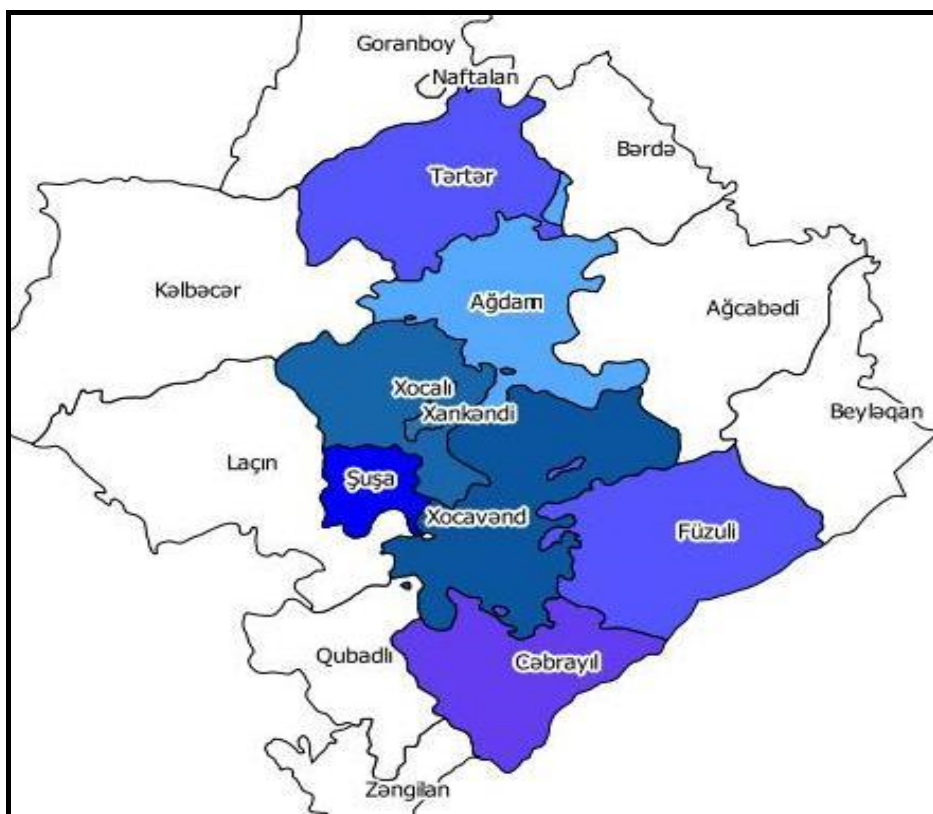 Goranboy
Naftalan
Bərdə
Tərtər
Kəlbəcər
Ağdam
Ağcabədi
Xocalı
Xankəndi
Beyləqan
Laçın
Şuşa
Xocavənd
Füzuli
Qubadlı
Cəbrayıl
Zəngilan